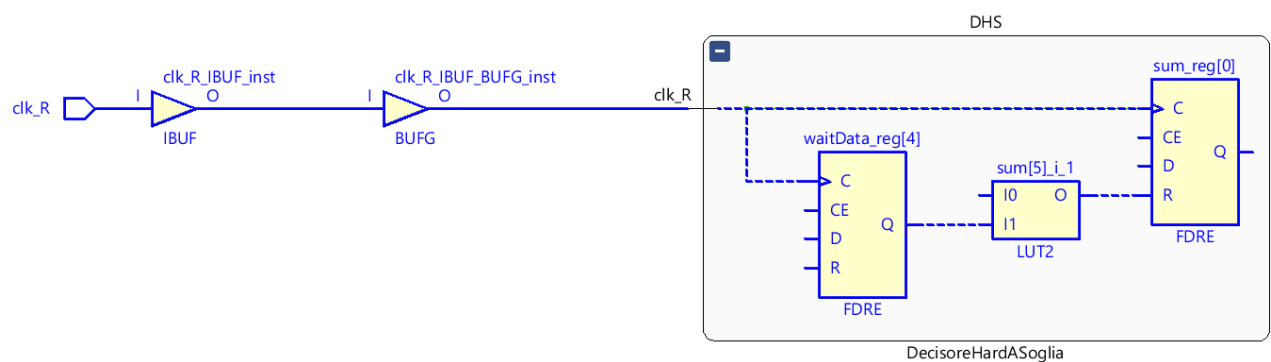 DHS
sum_reg[0]
clk_R_IBUF_inst
clk_R_IBUF_BUFG_inst
clk_R
I
O
I
O
clk_R
C
IBUF
BUFG
CE
Q
D
R
FDRE
waitData_reg[4]
C
CE
Q
D
R
FDRE
sum[5]_i_1
I0
O
I1
LUT2
DecisoreHardASoglia